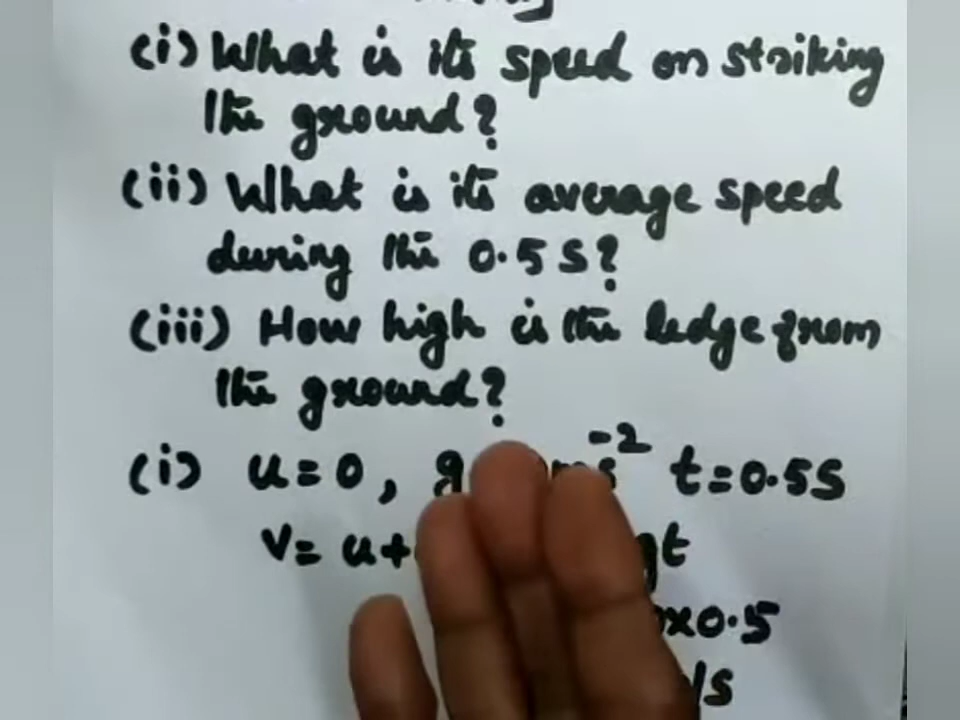 (i) What is its speed on striking
the ground?
(ii) What is its average speed
during the 0.5 s?
(iii) How high is the ledge from
the ground?
(i) u=0, g s⁻² t=0.5s
v= u+ gt
x0.5
/s